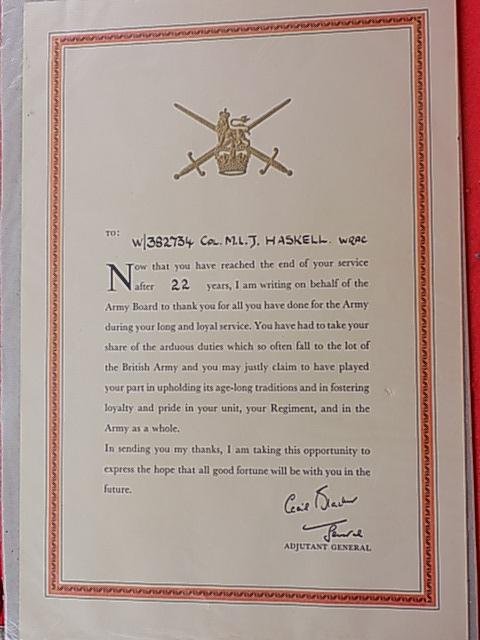 TO:
W/382734 COL. M.L.J. HASKELL. WRAC
Now that you have reached the end of your service
after 22 years, I am writing on behalf of the
Army Board to thank you for all you have done for the Army
during your long and loyal service. You have had to take your
share of the arduous duties which so often fall to the lot of
the British Army and you may justly claim to have played
your part in upholding its age-long traditions and in fostering
loyalty and pride in your unit, your Regiment, and in the
Army as a whole.
In sending you my thanks, I am taking this opportunity to
express the hope that all good fortune will be with you in the
future.
Cecil Blacker
General
ADJUTANT GENERAL